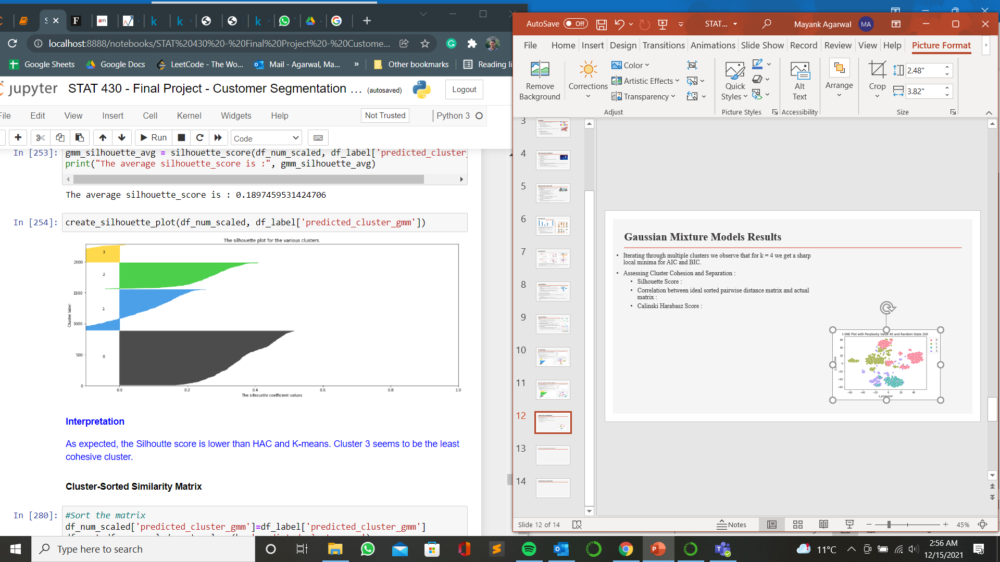 localhost:8888/notebooks/STAT%20430%20-%20Final%20Project%20-%20Custome...
Google Sheets
Google Docs
LeetCode - The Wo...
Mail - Agarwal, Ma...
»
Other bookmarks
Reading li
jupyter
STAT 430 - Final Project - Customer Segmentation ... (autosaved)
Logout
File
Edit
View
Insert
Cell
Kernel
Widgets
Help
Not Trusted
Python 3
Run
Code
In [253]:
gmm_silhouette_avg = silhouette_score(df_num_scaled, df_label['predicted_cluster_
print("The average silhouette_score is :", gmm_silhouette_avg)
The average silhouette_score is : 0.1897459531424706
In [254]:
create_silhouette_plot(df_num_scaled, df_label['predicted_cluster_gmm'])
The silhouette plot for the various clusters.
3
2000
2
1500
1
Cluster label
1000
500
0
0
0.0
0.2
0.4
0.6
0.8
1.0
The silhouette coefficient values
Interpretation
As expected, the Silhoutte score is lower than HAC and K-means. Cluster 3 seems to be the least
cohesive cluster.
Cluster-Sorted Similarity Matrix
In [280]:
#Sort the matrix
df_num_scaled['predicted_cluster_gmm']=df_label['predicted_cluster_gmm']
AutoSave
Off
STAT...
Mayank Agarwal
MA
File
Home
Insert
Design
Transitions
Animations
Slide Show
Record
Review
View
Help
Picture Format
Remove
Background
Corrections
Color
Artistic Effects
Transparency
Adjust
Quick
Styles
Picture Styles
Alt
Text
Accessibility
Arrange
Crop
2.48"
3.82"
Size
3
4
5
6
7
8
9
10
11
12
13
14
Gaussian Mixture Models Results
• Iterating through multiple clusters we observe that for k = 4 we get a sharp
local minima for AIC and BIC.
• Assessing Cluster Cohesion and Separation :
• Silhouette Score :
• Correlation between ideal sorted pairwise distance matrix and actual
matrix :
• Calinski Harabasz Score :
t-SNE Plot with Perplexity Value 40 and Random State 200
0
1
2
3
60
40
20
0
−20
−40
−60
−60
−40
−20
0
20
40
x_projected
Slide 12 of 14
Notes
45%
Type here to search
11°C
2:56 AM
12/15/2021